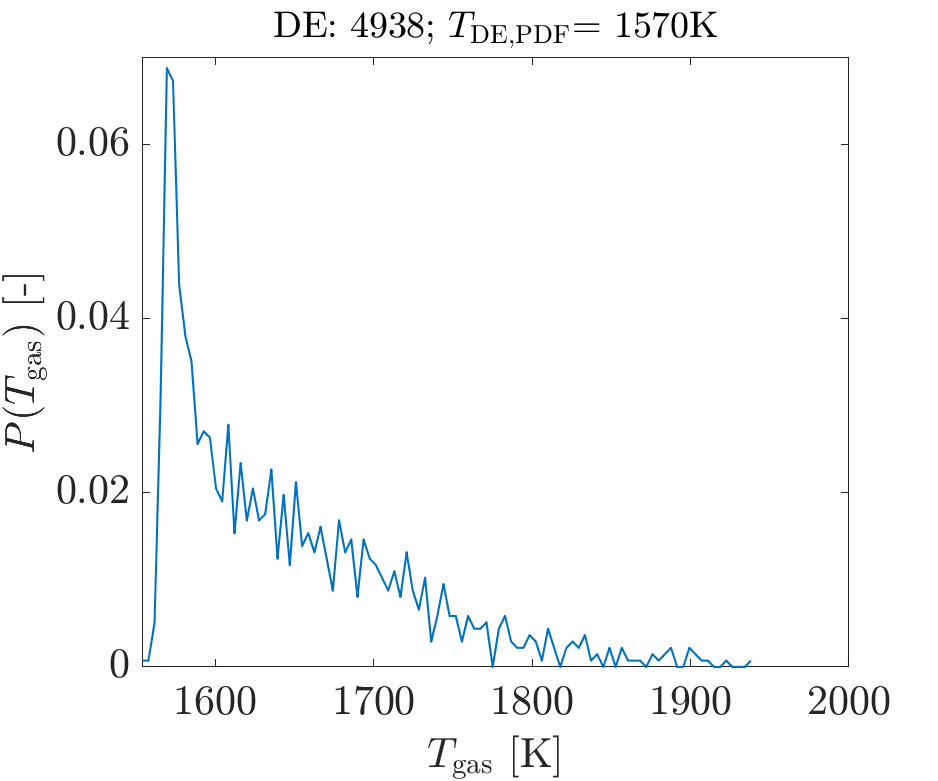 DE: 4938; T_DE,PDF= 1570K
0.06
0.04
0.02
0
P(T_gas) [-]
1600 1700 1800 1900 2000
T_gas [K]